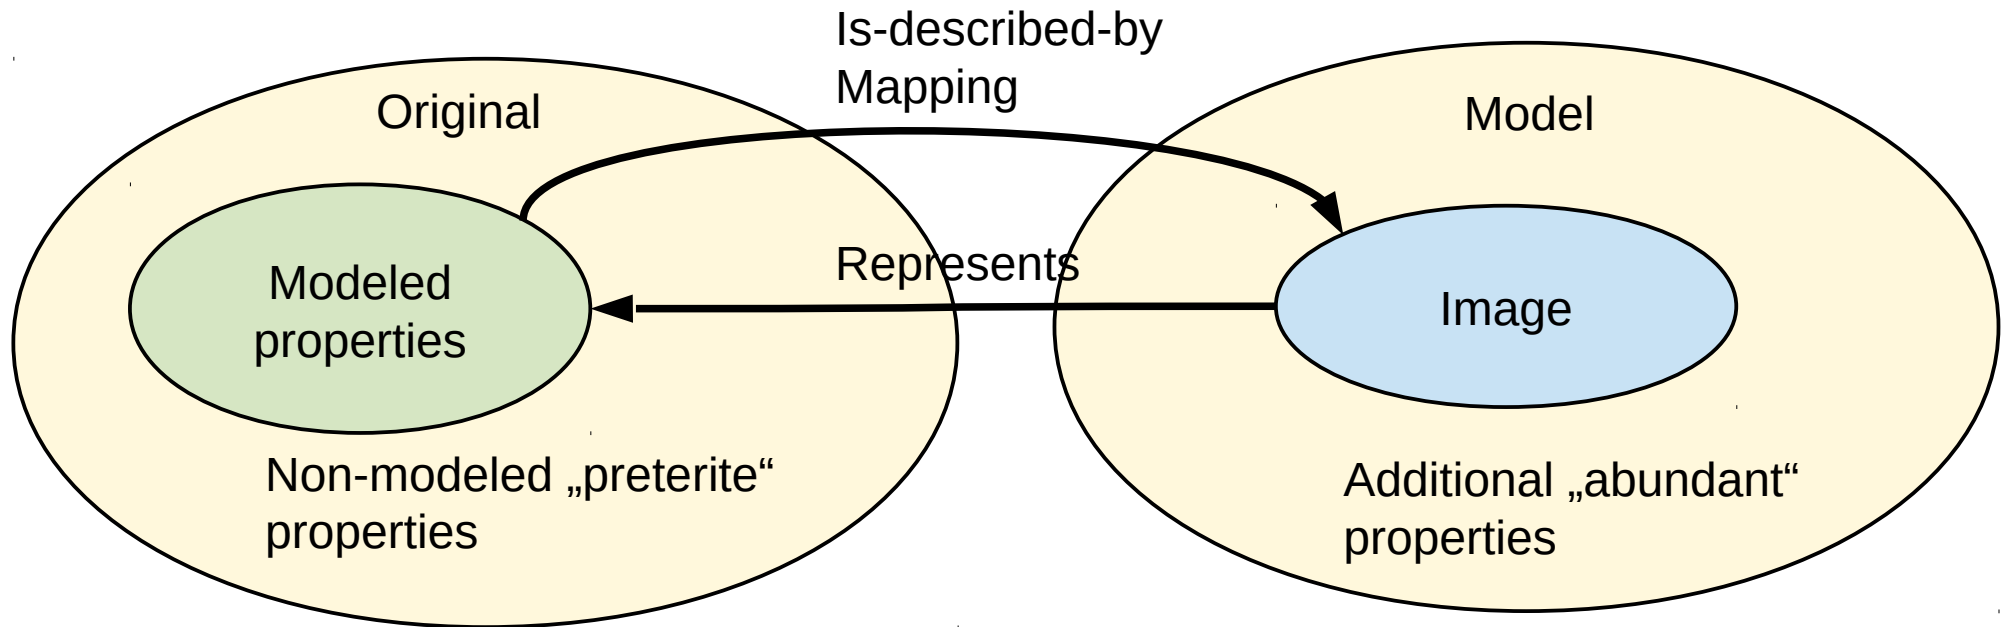 Is-described-by
Mapping
Original
Model
Represents
Modeled
properties
Image
Non-modeled „preterite“
properties
Additional „abundant“
properties